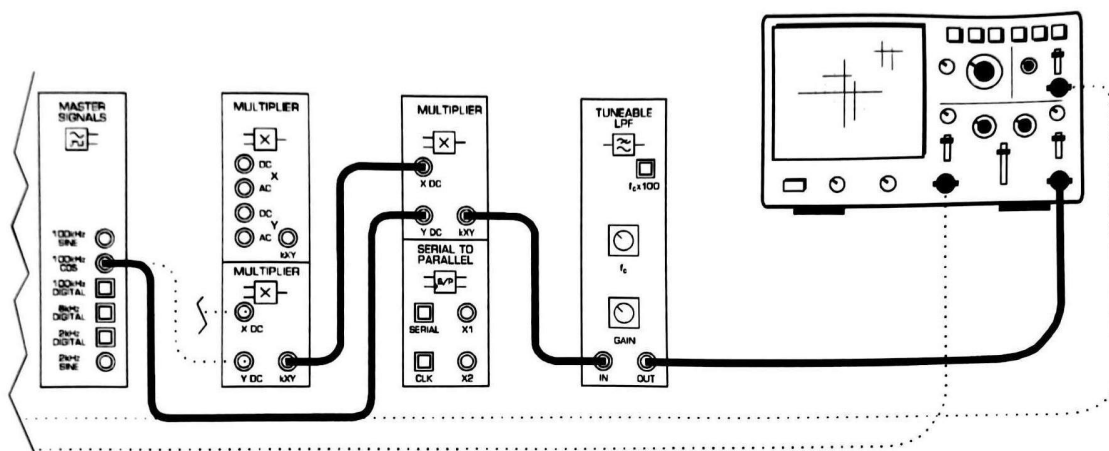 MASTER
SIGNALS
100kHz
SINE
100kHz
COS
100kHz
DIGITAL
8kHz
DIGITAL
2kHz
DIGITAL
2kHz
SINE
MULTIPLIER
X
DC
X
AC
DC
Y
AC
kXY
MULTIPLIER
X
X DC
Y DC
kXY
MULTIPLIER
X
X DC
Y DC
kXY
SERIAL TO
PARALLEL
S/P
SERIAL
X1
CLK
X2
TUNEABLE
LPF
fc x100
fc
GAIN
IN
OUT